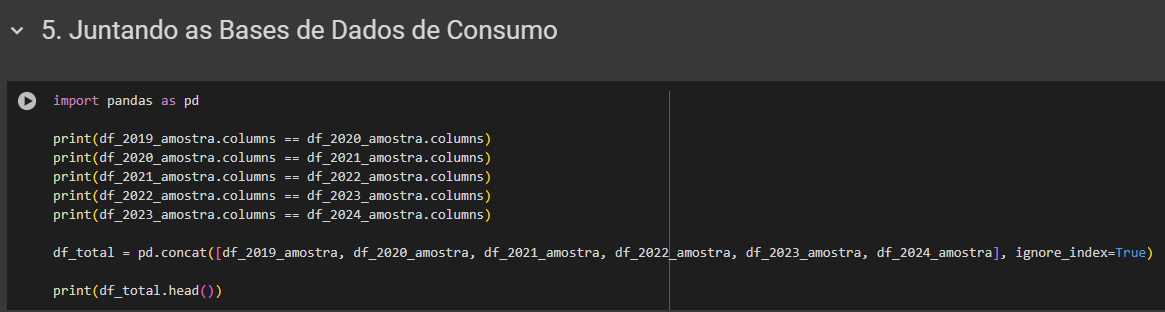 5. Juntando as Bases de Dados de Consumo
import pandas as pd
print(df_2019_amostra.columns == df_2020_amostra.columns)
print(df_2020_amostra.columns == df_2021_amostra.columns)
print(df_2021_amostra.columns == df_2022_amostra.columns)
print(df_2022_amostra.columns == df_2023_amostra.columns)
print(df_2023_amostra.columns == df_2024_amostra.columns)
df_total = pd.concat([df_2019_amostra, df_2020_amostra, df_2021_amostra, df_2022_amostra, df_2023_amostra, df_2024_amostra], ignore_index=True)
print(df_total.head())